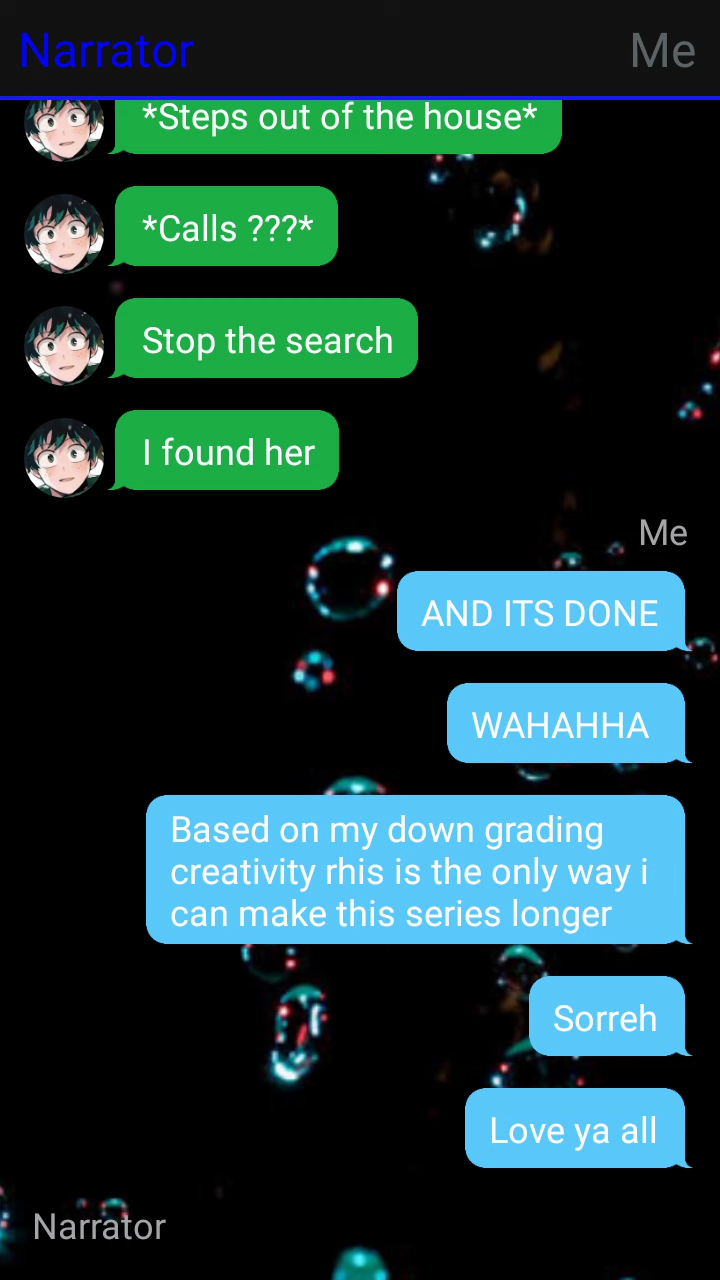 Narrator
Me
*Steps out of the house*
*Calls ???*
Stop the search
I found her
Me
AND ITS DONE
WAHAHHA
Based on my down grading
creativity rhis is the only way i
can make this series longer
Sorreh
Love ya all
Narrator